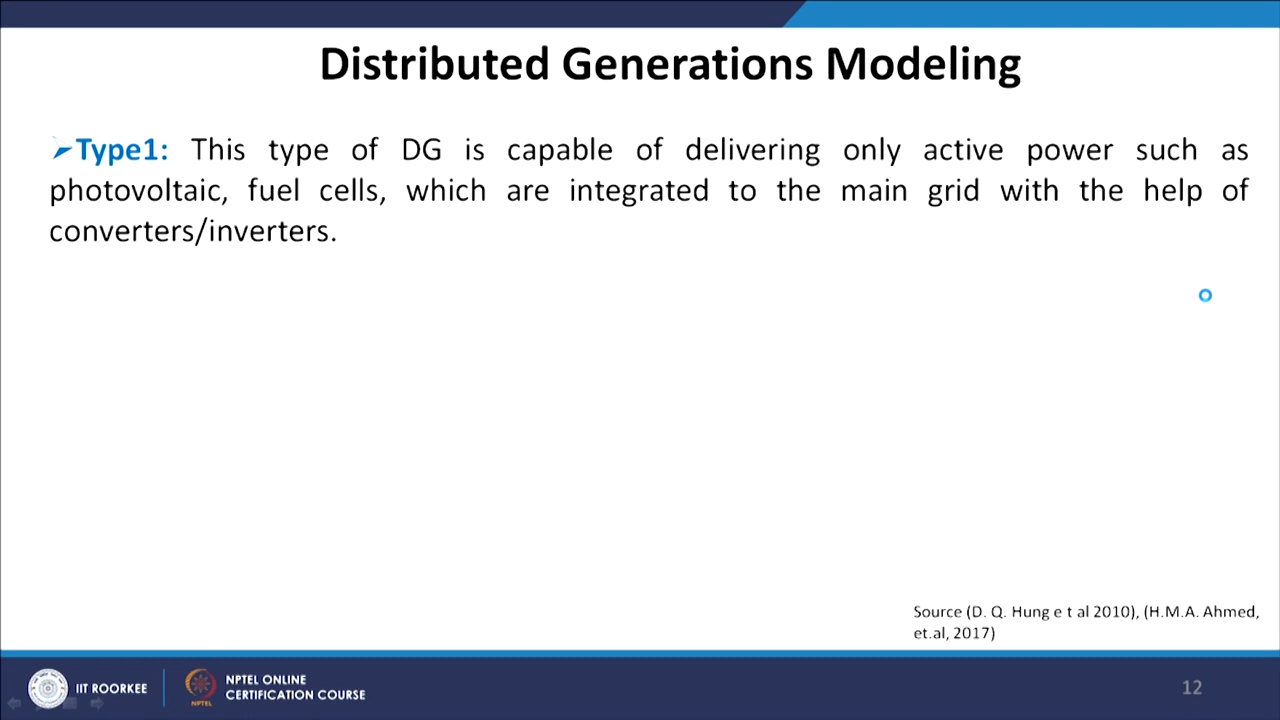 Distributed Generations Modeling
➢Type1: This type of DG is capable of delivering only active power such as
photovoltaic, fuel cells, which are integrated to the main grid with the help of
converters/inverters.
Source (D. Q. Hung e t al 2010), (H.M.A. Ahmed,
et.al, 2017)
IIT ROORKEE
NPTEL
NPTEL ONLINE
CERTIFICATION COURSE
12